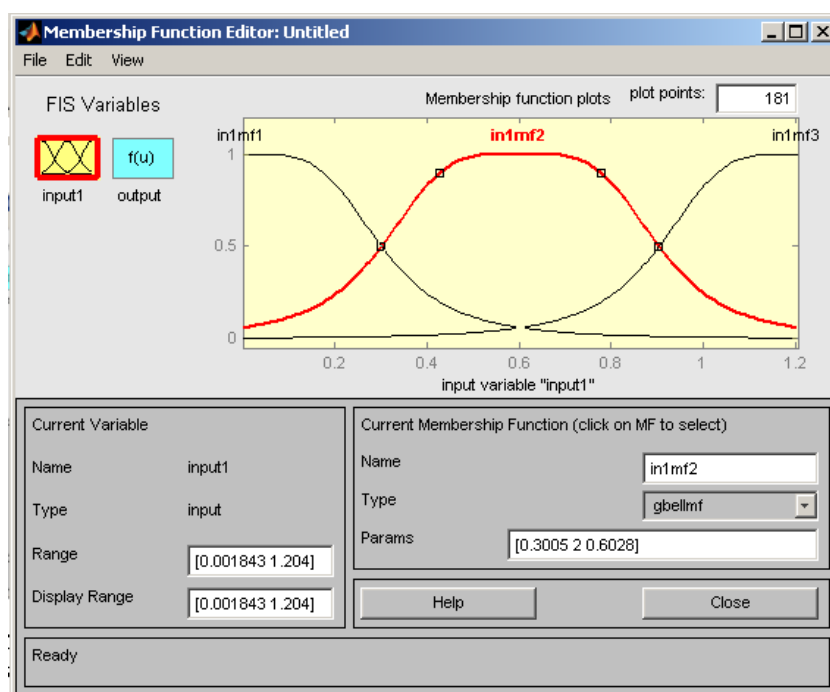 Membership Function Editor: Untitled
File Edit View
FIS Variables
Membership function plots plot points: 181
in1mf1 in1mf2 in1mf3
f(u)
input1 output
1
0.5
0
0.2 0.4 0.6 0.8 1 1.2
input variable "input1"
Current Variable
Name input1
Type input
Range [0.001843 1.204]
Display Range [0.001843 1.204]
Current Membership Function (click on MF to select)
Name in1mf2
Type gbellmf
Params [0.3005 2 0.6028]
Help Close
Ready